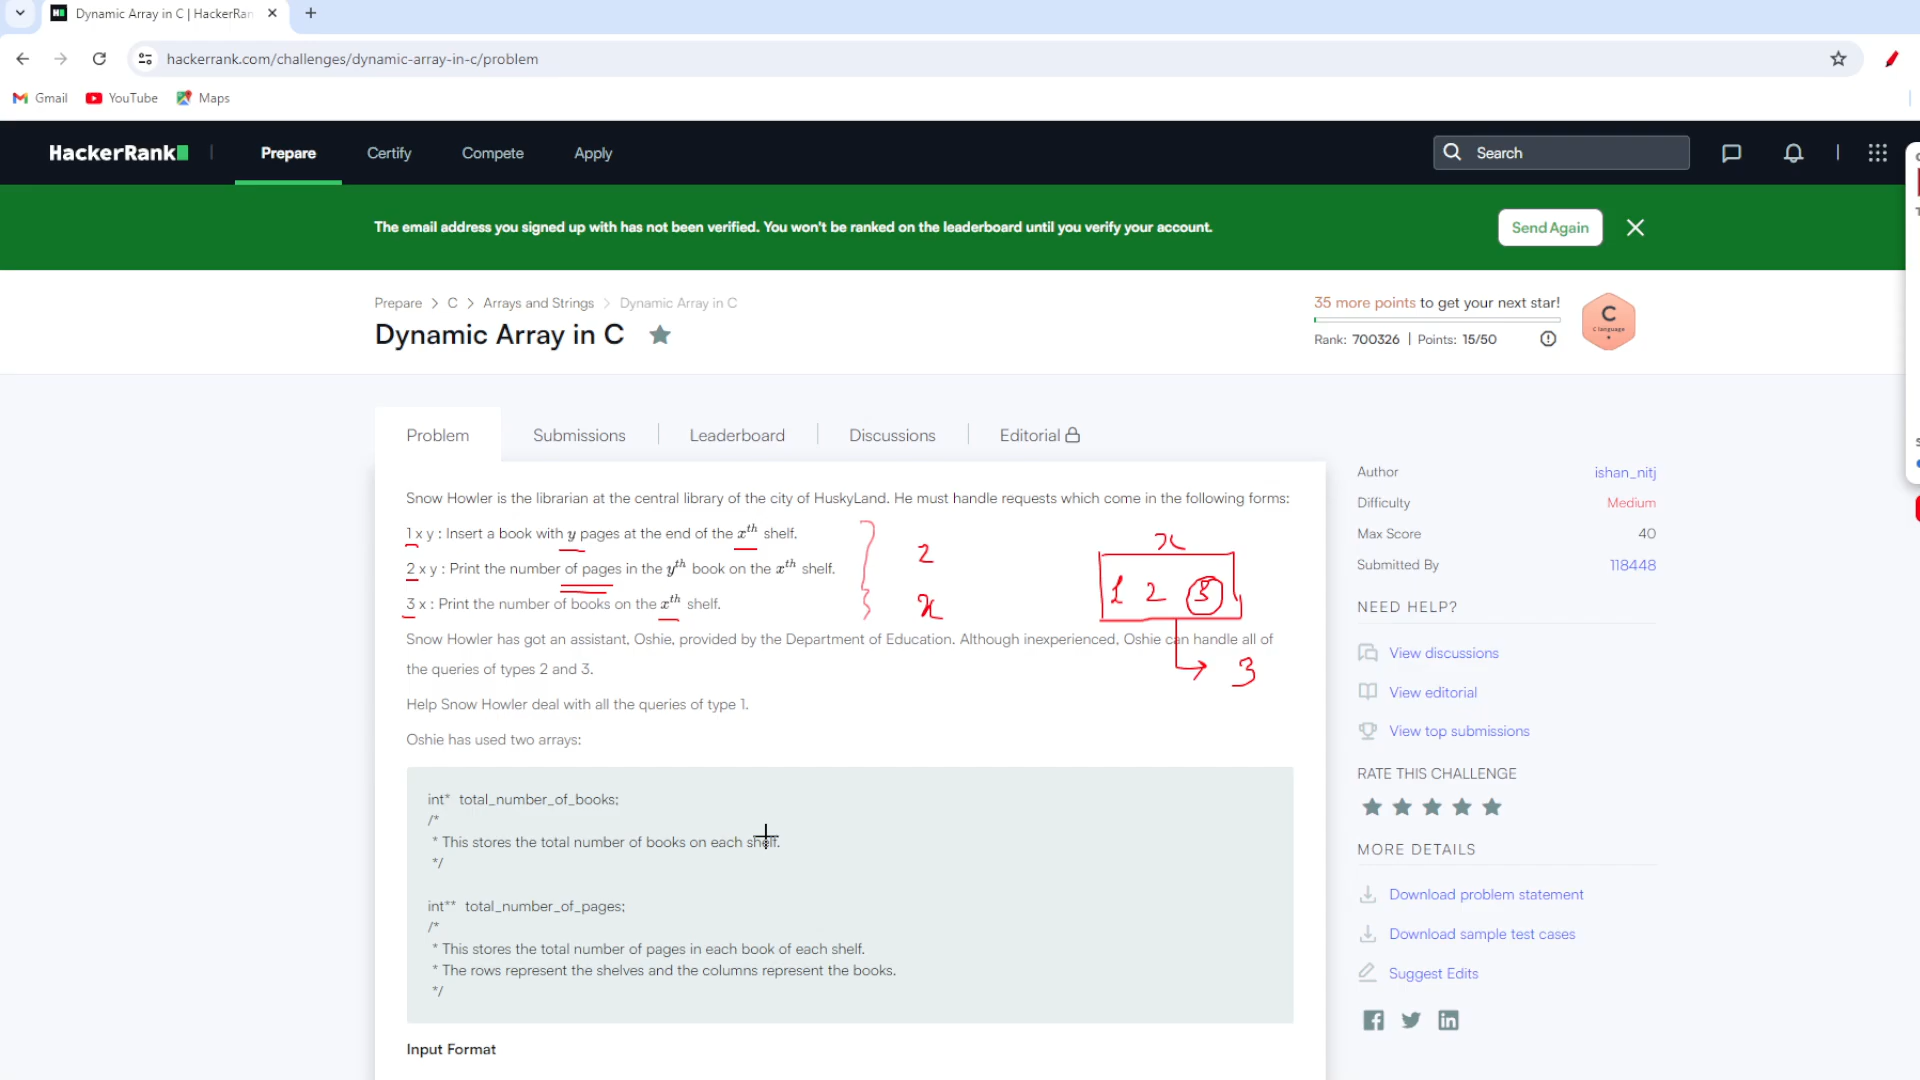 Dynamic Array in C | HackerRan
hackerrank.com/challenges/dynamic-array-in-c/problem
Gmail YouTube Maps
HackerRank Prepare Certify Compete Apply Search
The email address you signed up with has not been verified. You won't be ranked on the leaderboard until you verify your account. Send Again
Prepare > C > Arrays and Strings > Dynamic Array in C
Dynamic Array in C
35 more points to get your next star!
Rank: 700326 | Points: 15/50
C
C language
Problem Submissions Leaderboard Discussions Editorial
Snow Howler is the librarian at the central library of the city of HuskyLand. He must handle requests which come in the following forms:
1 x y : Insert a book with y pages at the end of the xth shelf.
2 x y : Print the number of pages in the yth book on the xth shelf.
3 x : Print the number of books on the xth shelf.
2
x
x
1 2 3
3
Snow Howler has got an assistant, Oshie, provided by the Department of Education. Although inexperienced, Oshie can handle all of
the queries of types 2 and 3.
Help Snow Howler deal with all the queries of type 1.
Oshie has used two arrays:
int* total_number_of_books;
/*
* This stores the total number of books on each shelf.
*/
int** total_number_of_pages;
/*
* This stores the total number of pages in each book of each shelf.
* The rows represent the shelves and the columns represent the books.
*/
Input Format
Author ishan_nitj
Difficulty Medium
Max Score 40
Submitted By 118448
NEED HELP?
View discussions
View editorial
View top submissions
RATE THIS CHALLENGE
MORE DETAILS
Download problem statement
Download sample test cases
Suggest Edits